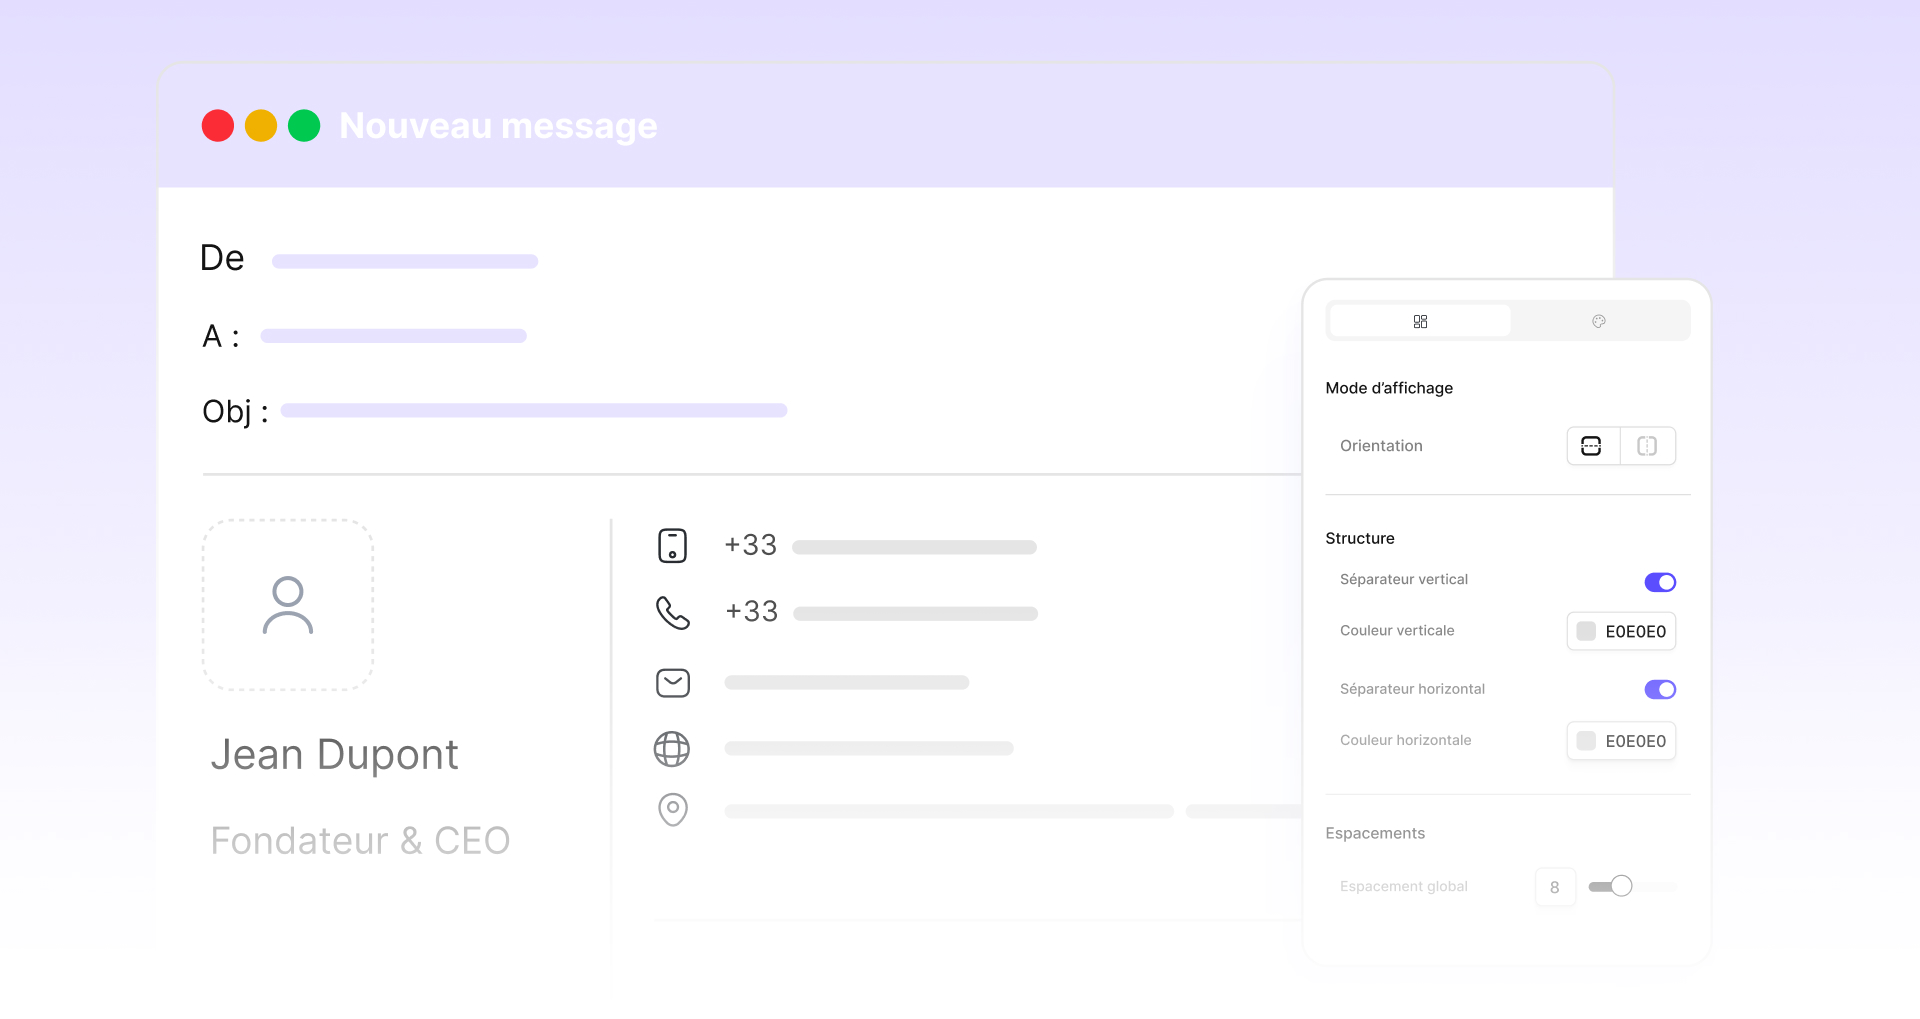 Nouveau message
De
A :
Obj :
+33
+33
Jean Dupont
Fondateur & CEO
Mode d’affichage
Orientation
Structure
Séparateur vertical
Couleur verticale
E0E0E0
Séparateur horizontal
Couleur horizontale
E0E0E0
Espacements
Espacement global
8